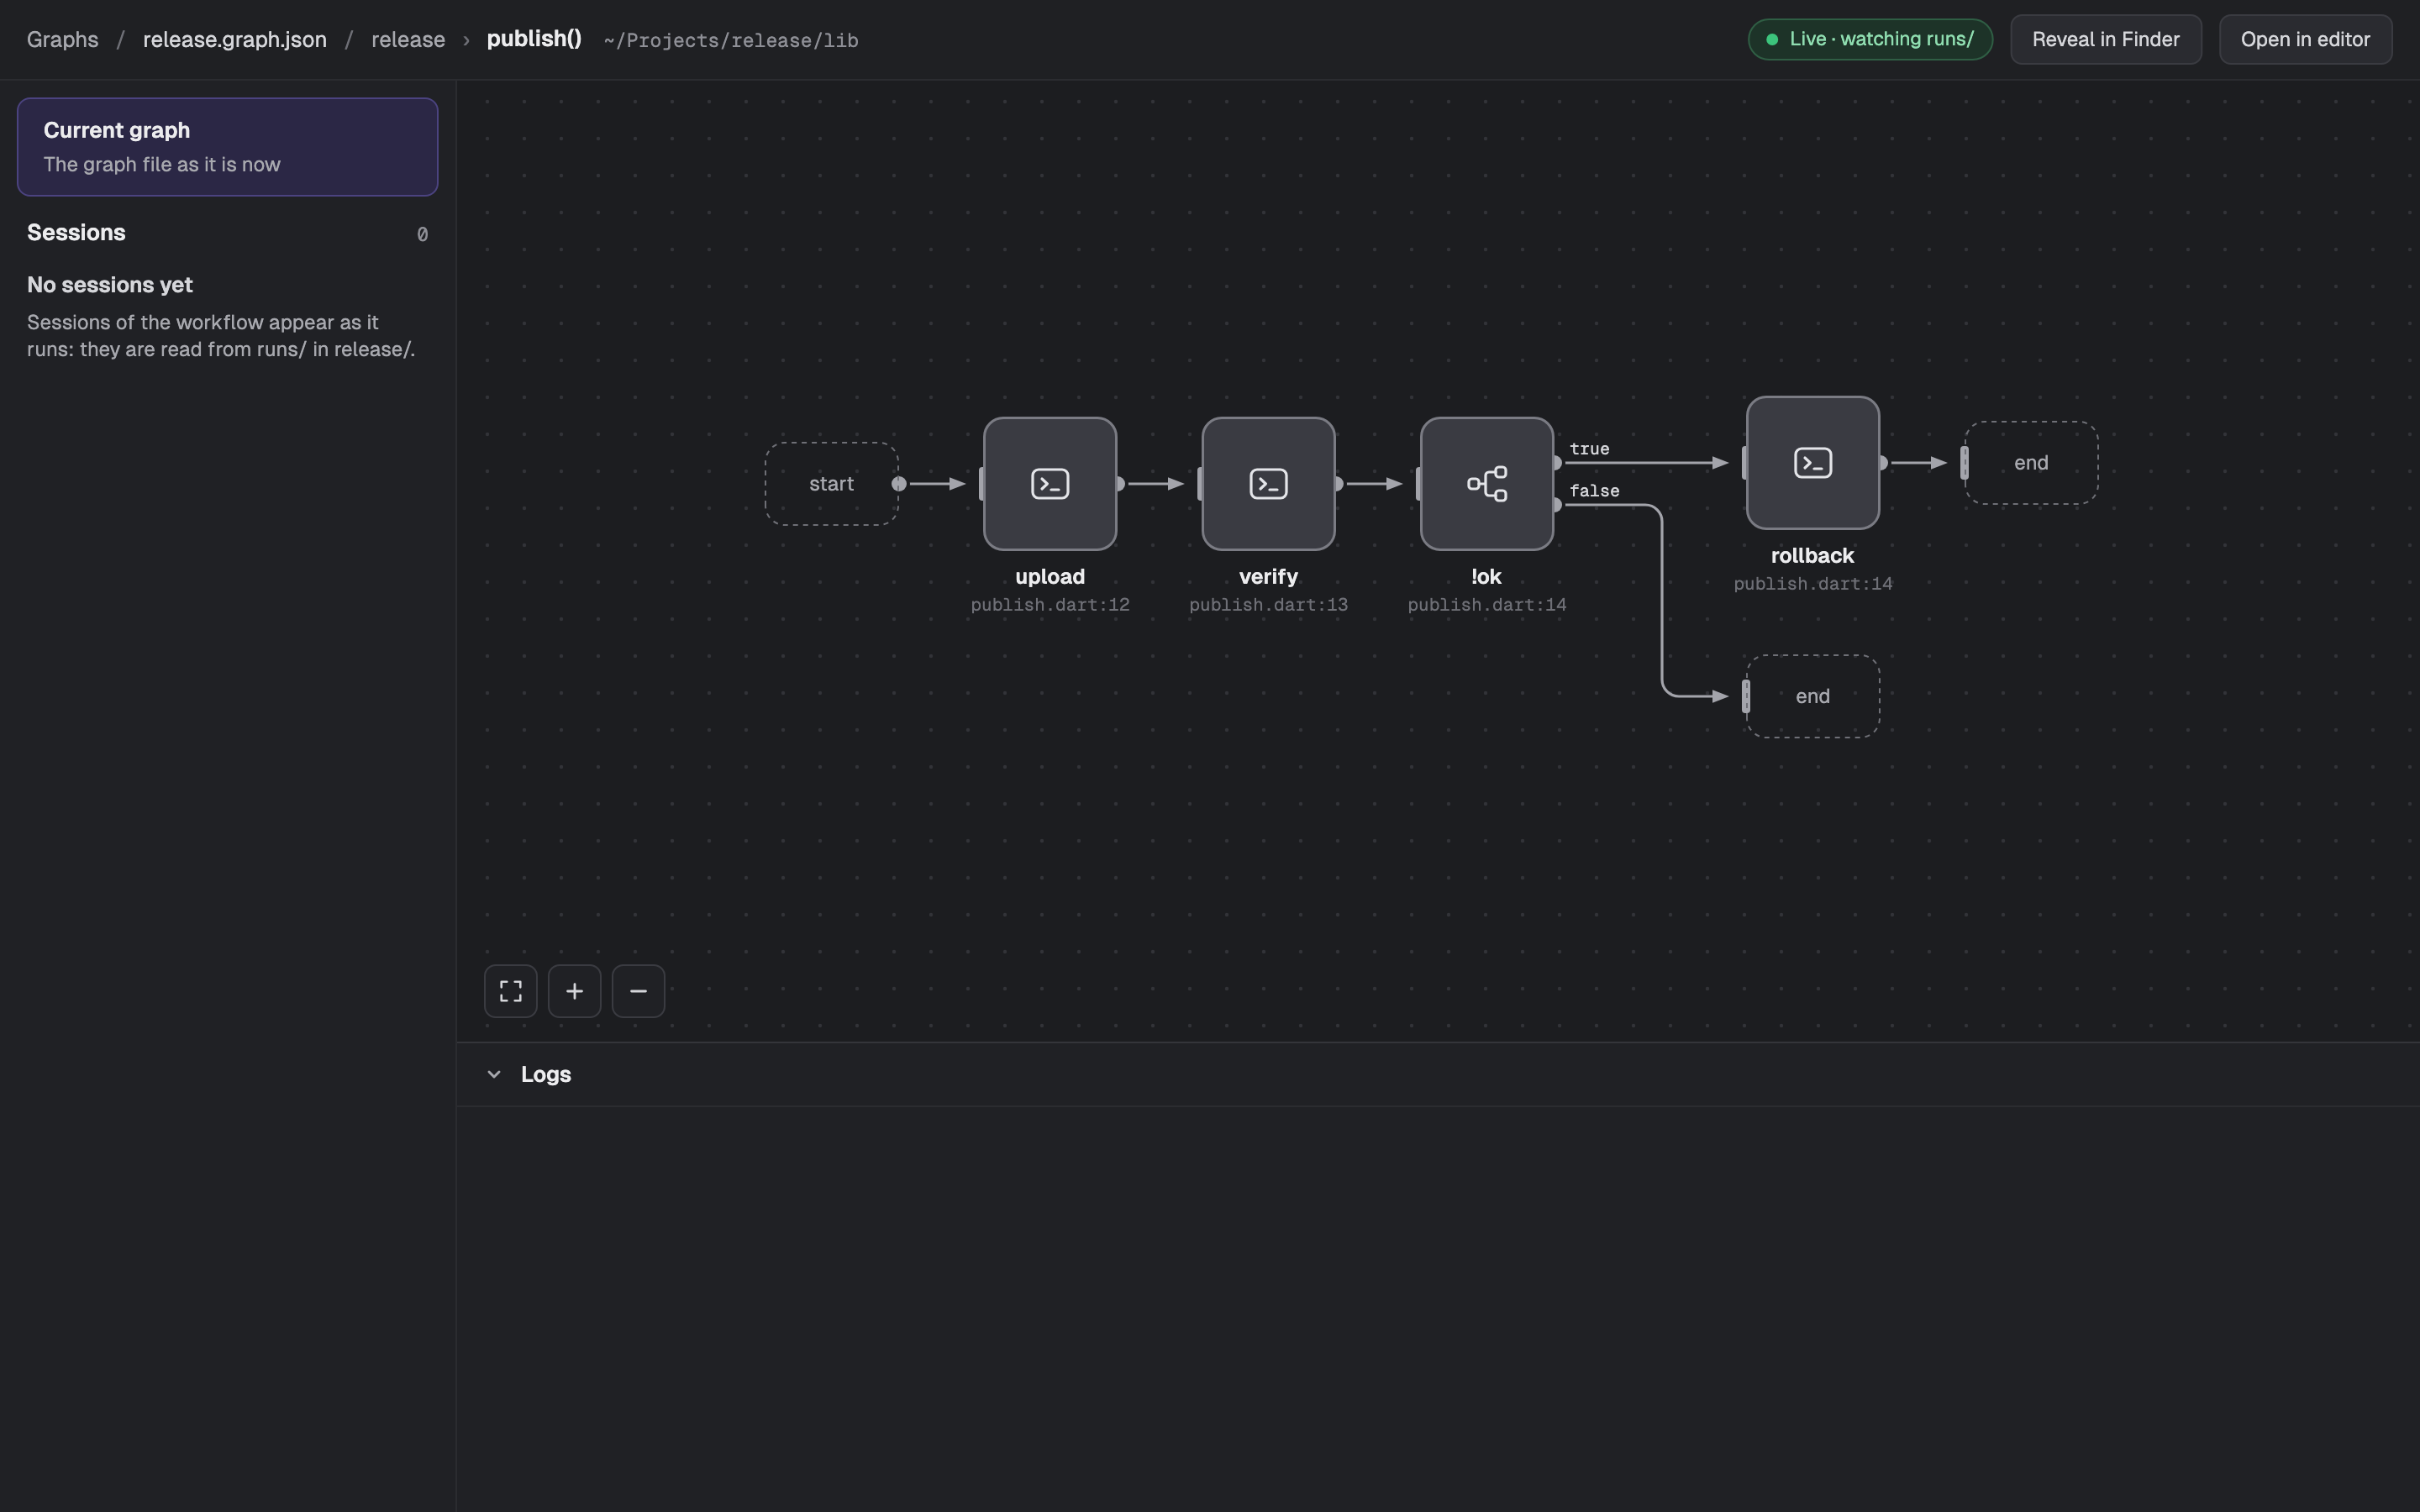 Graphs / release.graph.json / release › publish() ~/Projects/release/lib
Live · watching runs/
Reveal in Finder
Open in editor
Current graph
The graph file as it is now
Sessions 0
No sessions yet
Sessions of the workflow appear as it
runs: they are read from runs/ in release/.
start
upload
publish.dart:12
verify
publish.dart:13
!ok
publish.dart:14
true
false
rollback
publish.dart:14
end
end
Logs